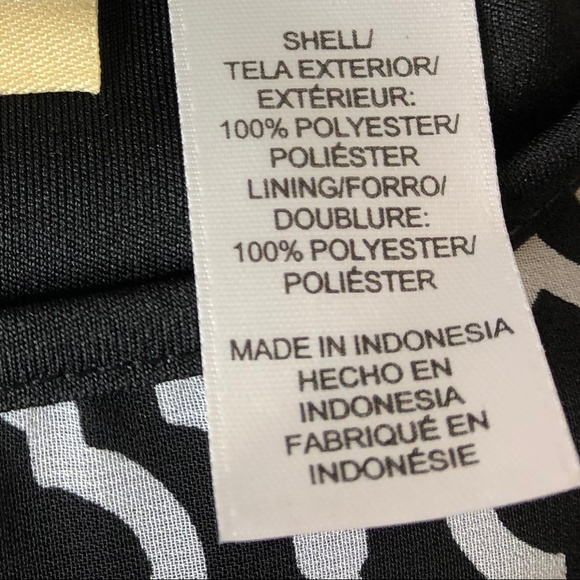 SHELL/
TELA EXTERIOR/
EXTÉRIEUR:
100% POLYESTER/
POLIÉSTER
LINING/FORRO/
DOUBLURE:
100% POLYESTER/
POLIÉSTER
MADE IN INDONESIA
HECHO EN
INDONESIA
FABRIQUÉ EN
INDONÉSIE